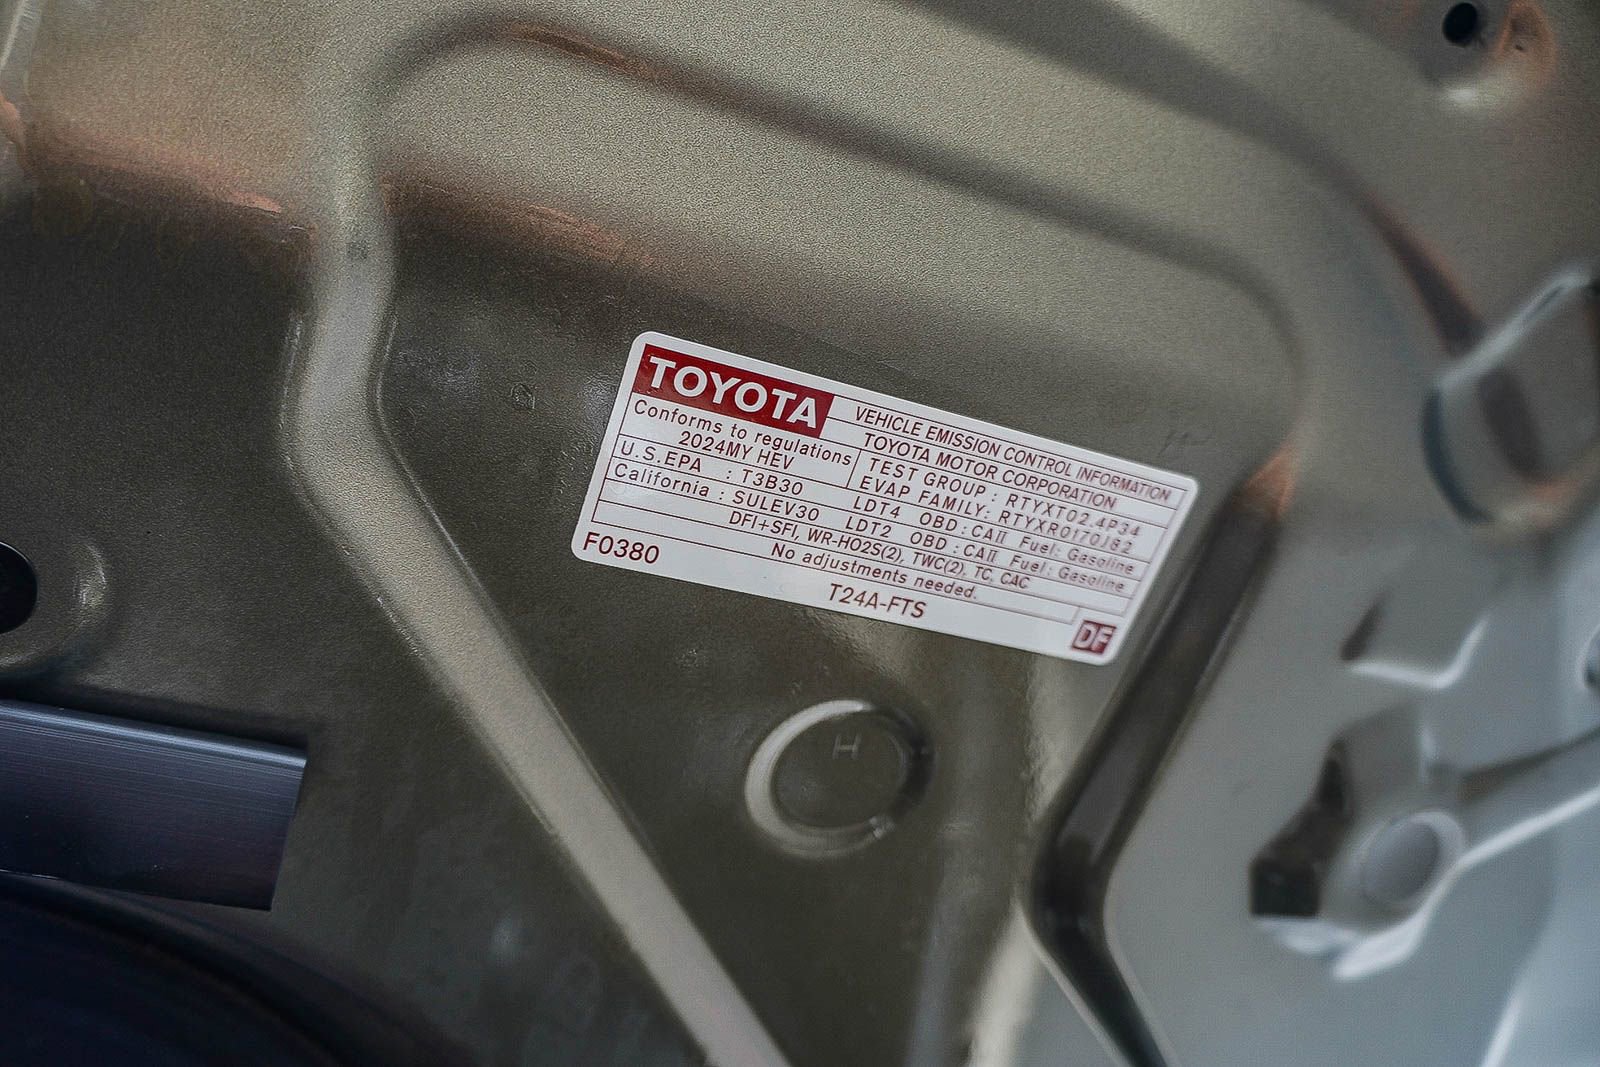 TOYOTA
VEHICLE EMISSION CONTROL INFORMATION
Conforms to regulations
2024MY HEV
TOYOTA MOTOR CORPORATION
TEST GROUP : RTYXT02.4P34
EVAP FAMILY: RTYXR0170J82
U.S.EPA : T3B30 LDT4 OBD : CAII Fuel: Gasoline
California : SULEV30 LDT2 OBD : CAII Fuel: Gasoline
DFI+SFI, WR-HO2S(2), TWC(2), TC, CAC
No adjustments needed.
F0380
T24A-FTS
DF
H